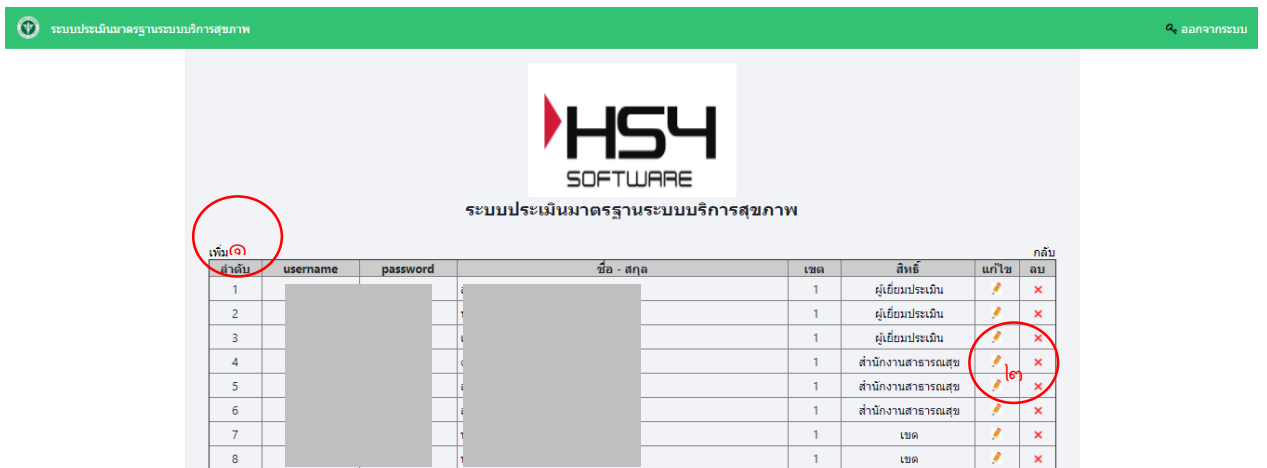 ระบบประเมินมาตรฐานระบบบริการสุขภาพ ออกจากระบบ
HS4
SOFTWARE
ระบบประเมินมาตรฐานระบบบริการสุขภาพ
เพิ่ม ๑ กลับ
ลำดับ username password ชื่อ - สกุล เขต สิทธิ์ แก้ไข ลบ
1 1 ผู้เยี่ยมประเมิน
2 1 ผู้เยี่ยมประเมิน
3 1 ผู้เยี่ยมประเมิน
4 1 สำนักงานสาธารณสุข
๒
5 1 สำนักงานสาธารณสุข
6 1 สำนักงานสาธารณสุข
7 1 เขต
8 1 เขต